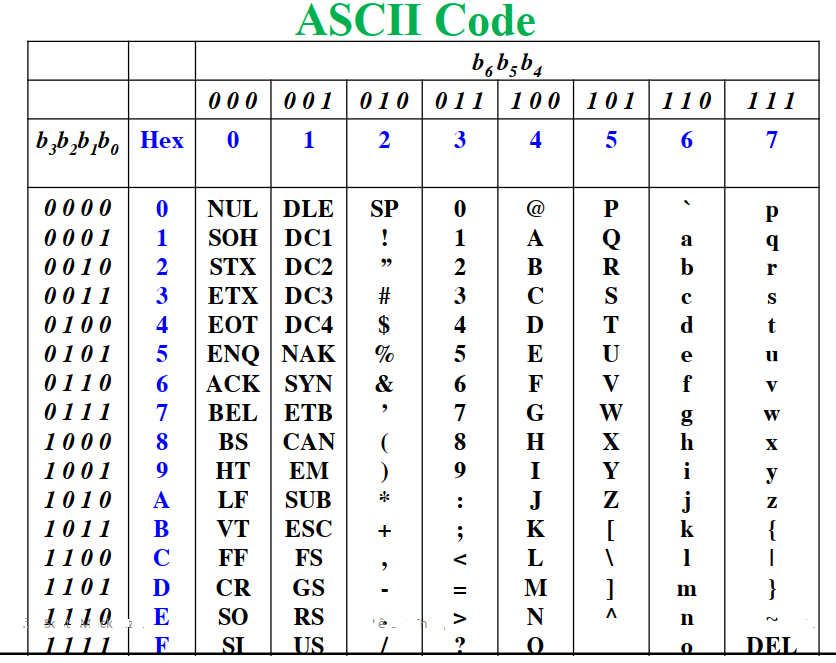 ASCII Code
b6b5b4
000 001 010 011 100 101 110 111
b3b2b1b0 Hex 0 1 2 3 4 5 6 7
0000 0 NUL DLE SP 0 @ P ` p
0001 1 SOH DC1 ! 1 A Q a q
0010 2 STX DC2 ” 2 B R b r
0011 3 ETX DC3 # 3 C S c s
0100 4 EOT DC4 $ 4 D T d t
0101 5 ENQ NAK % 5 E U e u
0110 6 ACK SYN & 6 F V f v
0111 7 BEL ETB ’ 7 G W g w
1000 8 BS CAN ( 8 H X h x
1001 9 HT EM ) 9 I Y i y
1010 A LF SUB * : J Z j z
1011 B VT ESC + ; K [ k {
1100 C FF FS , < L \ l |
1101 D CR GS - = M ] m }
1110 E SO RS . > N ^ n ~
1111 F SI US / ? O o DEL